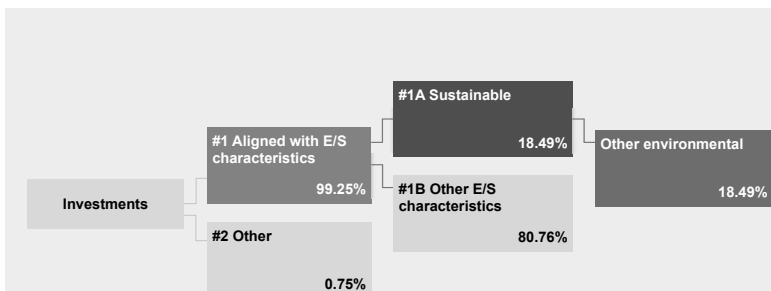 Investments
#1 Aligned with E/S
characteristics
99.25%
#2 Other
0.75%
#1A Sustainable
18.49%
#1B Other E/S
characteristics
80.76%
Other environmental
18.49%